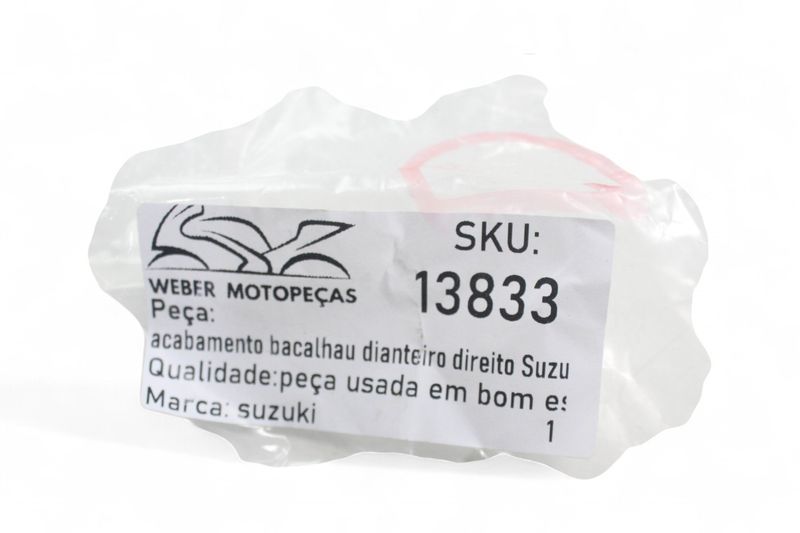 SKU:
13833
WEBER MOTOPEÇAS
Peça:
acabamento bacalhau dianteiro direito Suzu
Qualidade:peça usada em bom es
Marca: suzuki
1